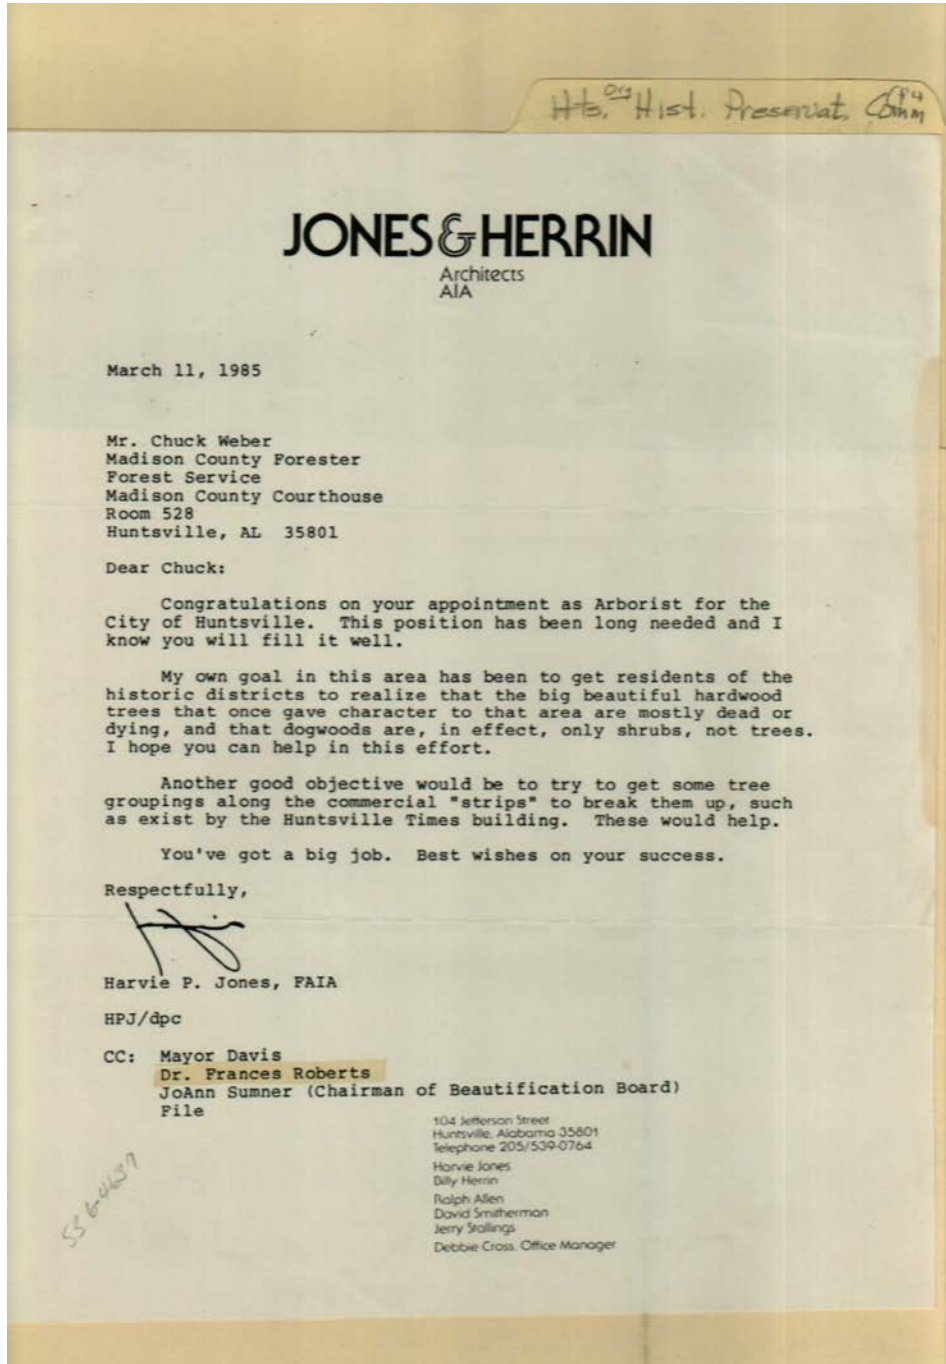 Hts. Org Hist. Preservat. Comm
JONES & HERRIN
Architects
AIA
March 11, 1985
Mr. Chuck Weber
Madison County Forester
Forest Service
Madison County Courthouse
Room 528
Huntsville, AL 35801
Dear Chuck:
Congratulations on your appointment as Arborist for the
City of Huntsville. This position has been long needed and I
know you will fill it well.
My own goal in this area has been to get residents of the
historic districts to realize that the big beautiful hardwood
trees that once gave character to that area are mostly dead or
dying, and that dogwoods are, in effect, only shrubs, not trees.
I hope you can help in this effort.
Another good objective would be to try to get some tree
groupings along the commercial "strips" to break them up, such
as exist by the Huntsville Times building. These would help.
You've got a big job. Best wishes on your success.
Respectfully,
Harvie P. Jones, FAIA
HPJ/dpc
CC: Mayor Davis
Dr. Frances Roberts
JoAnn Sumner (Chairman of Beautification Board)
File
104 Jefferson Street
Huntsville, Alabama 35801
Telephone 205/539-0764
Harvie Jones
Billy Herrin
Ralph Allen
David Smitherman
Jerry Stallings
Debbie Cross, Office Manager
536-4637